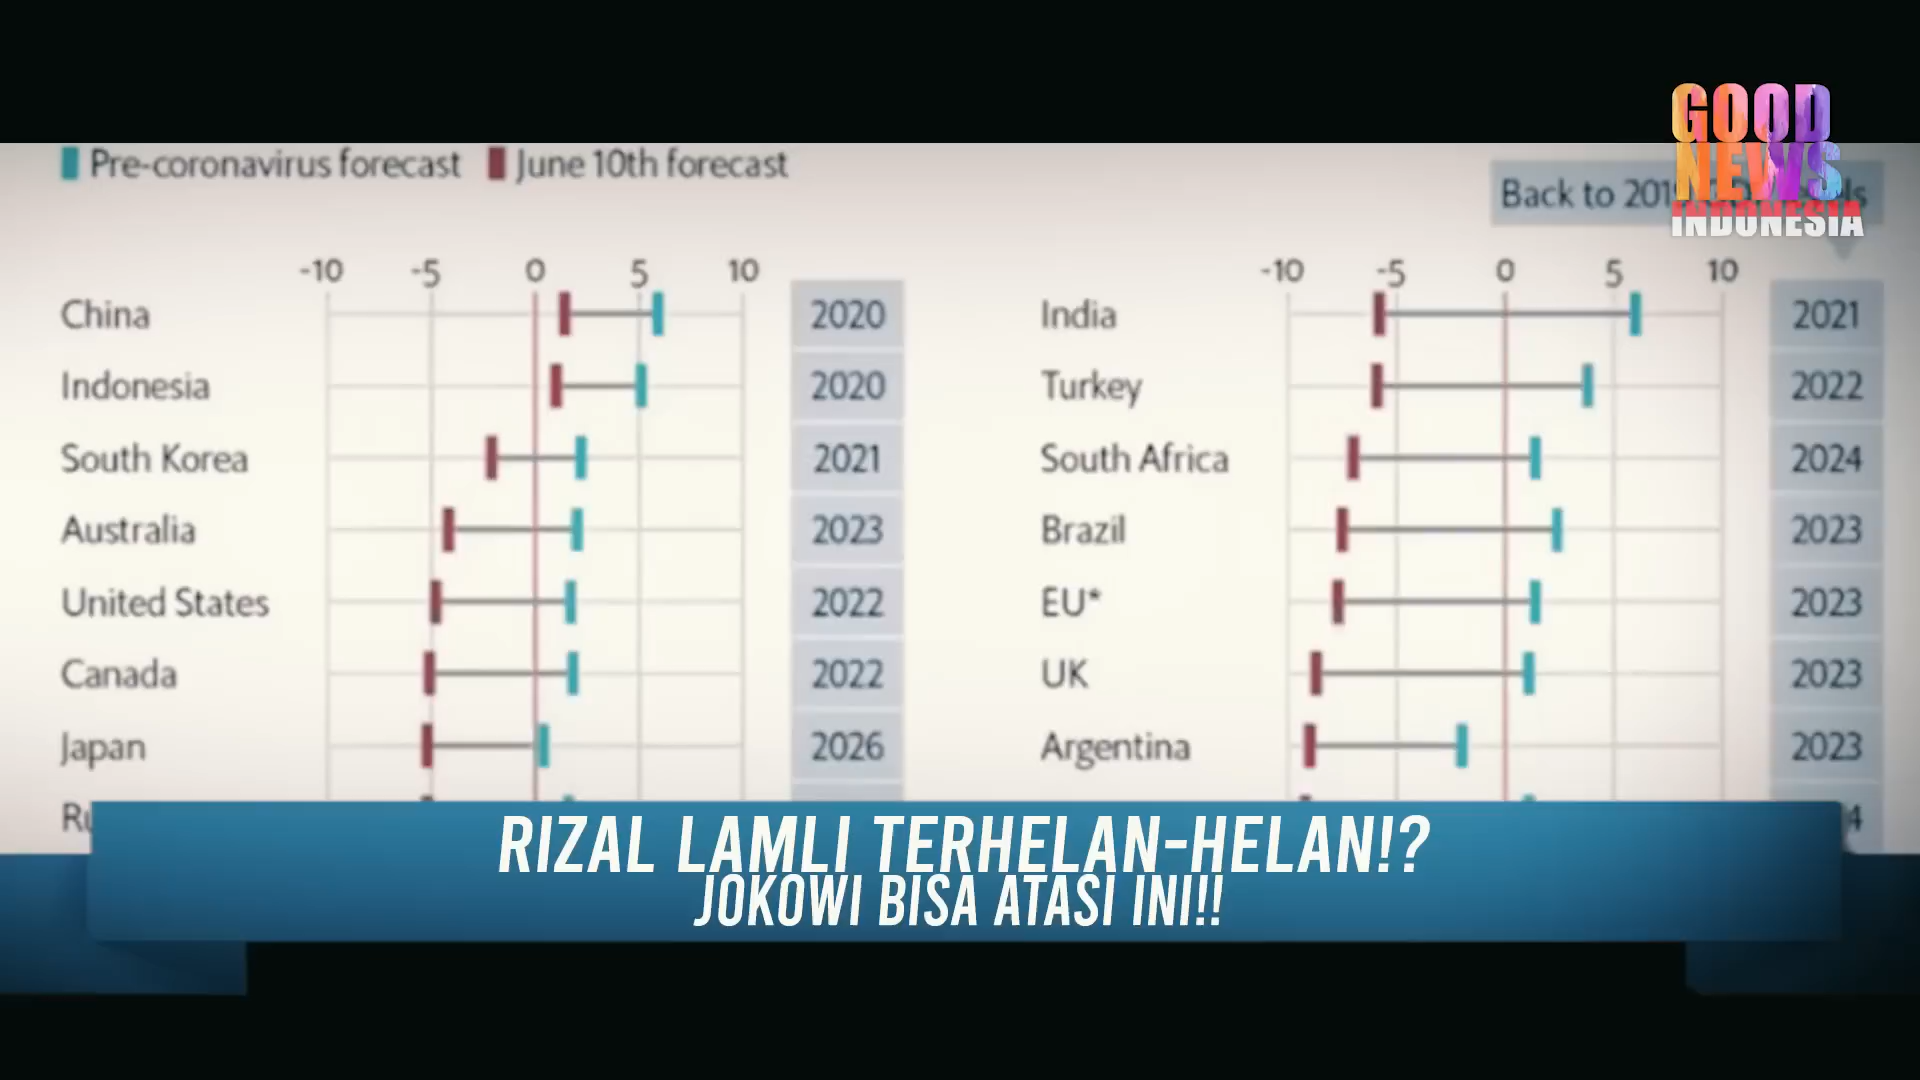 GOOD
NEWS
INDONESIA
Pre-coronavirus forecast June 10th forecast
Back to
-10 -5 0 5 10
China 2020
Indonesia 2020
South Korea 2021
Australia 2023
United States 2022
Canada 2022
Japan 2026
-10 -5 0 5 10
India 2021
Turkey 2022
South Africa 2024
Brazil 2023
EU* 2023
UK 2023
Argentina 2023
RIZAL LAMLI TERHELAN-HELAN!?
JOKOWI BISA ATASI INI!!